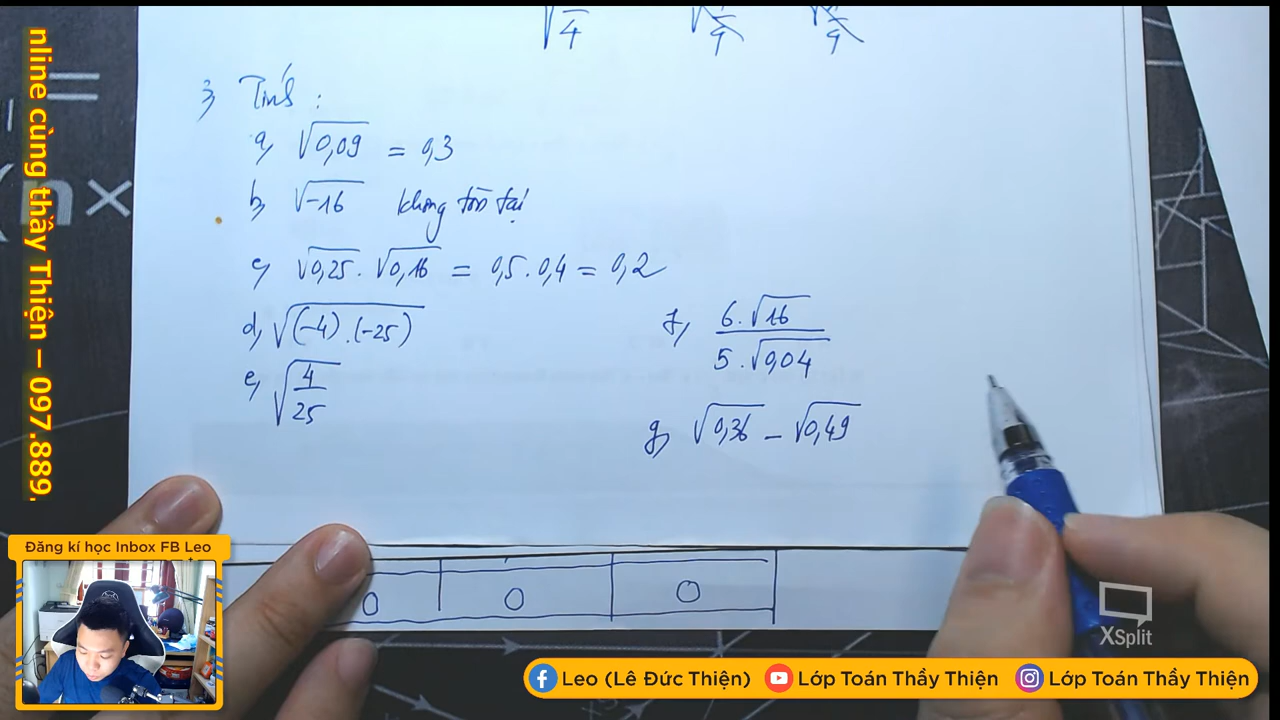 nline cùng thầy Thiện – 097.889.
√4
3, Tính :
a, √0,09 = 0,3
b, √-16 không tồn tại
c, √0,25 . √0,16 = 0,5 . 0,4 = 0,2
d, √(-4) . (-25)
e, √4/25
f, 6.√16 / 5.√0,04
g, √0,36 - √0,49
0 0 0
Đăng kí học Inbox FB Leo
XSplit
Leo (Lê Đức Thiện) Lớp Toán Thầy Thiện Lớp Toán Thầy Thiện